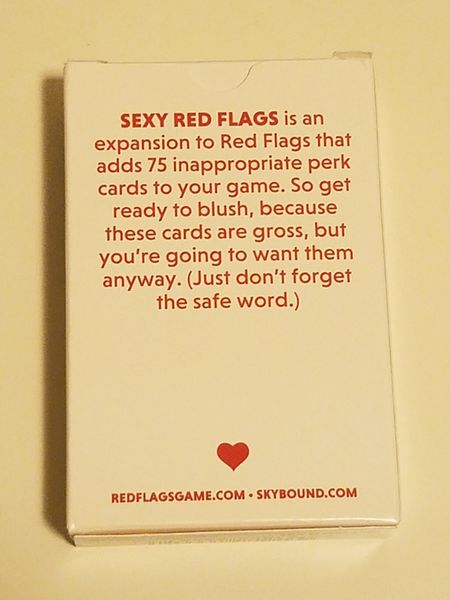 SEXY RED FLAGS is an
expansion to Red Flags that
adds 75 inappropriate perk
cards to your game. So get
ready to blush, because
these cards are gross, but
you're going to want them
anyway. (Just don't forget
the safe word.)
REDFLAGSGAME.COM • SKYBOUND.COM